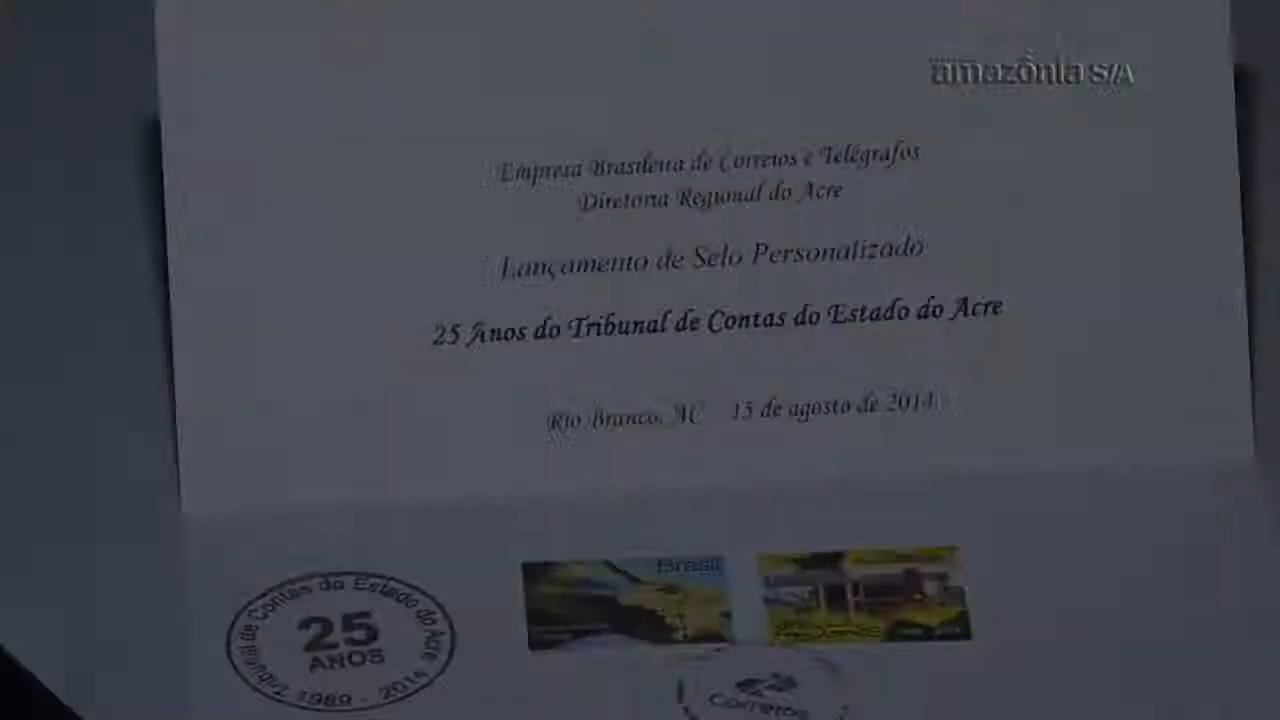 amazônia S/A
Empresa Brasileira de Correios e Telégrafos
Diretoria Regional do Acre
Lançamento de Selo Personalizado
25 Anos do Tribunal de Contas do Estado do Acre
Rio Branco, AC 15 de agosto de 2014
Brasil
Tribunal de Contas do Estado do Acre
25
ANOS
1989 - 2014
Correios